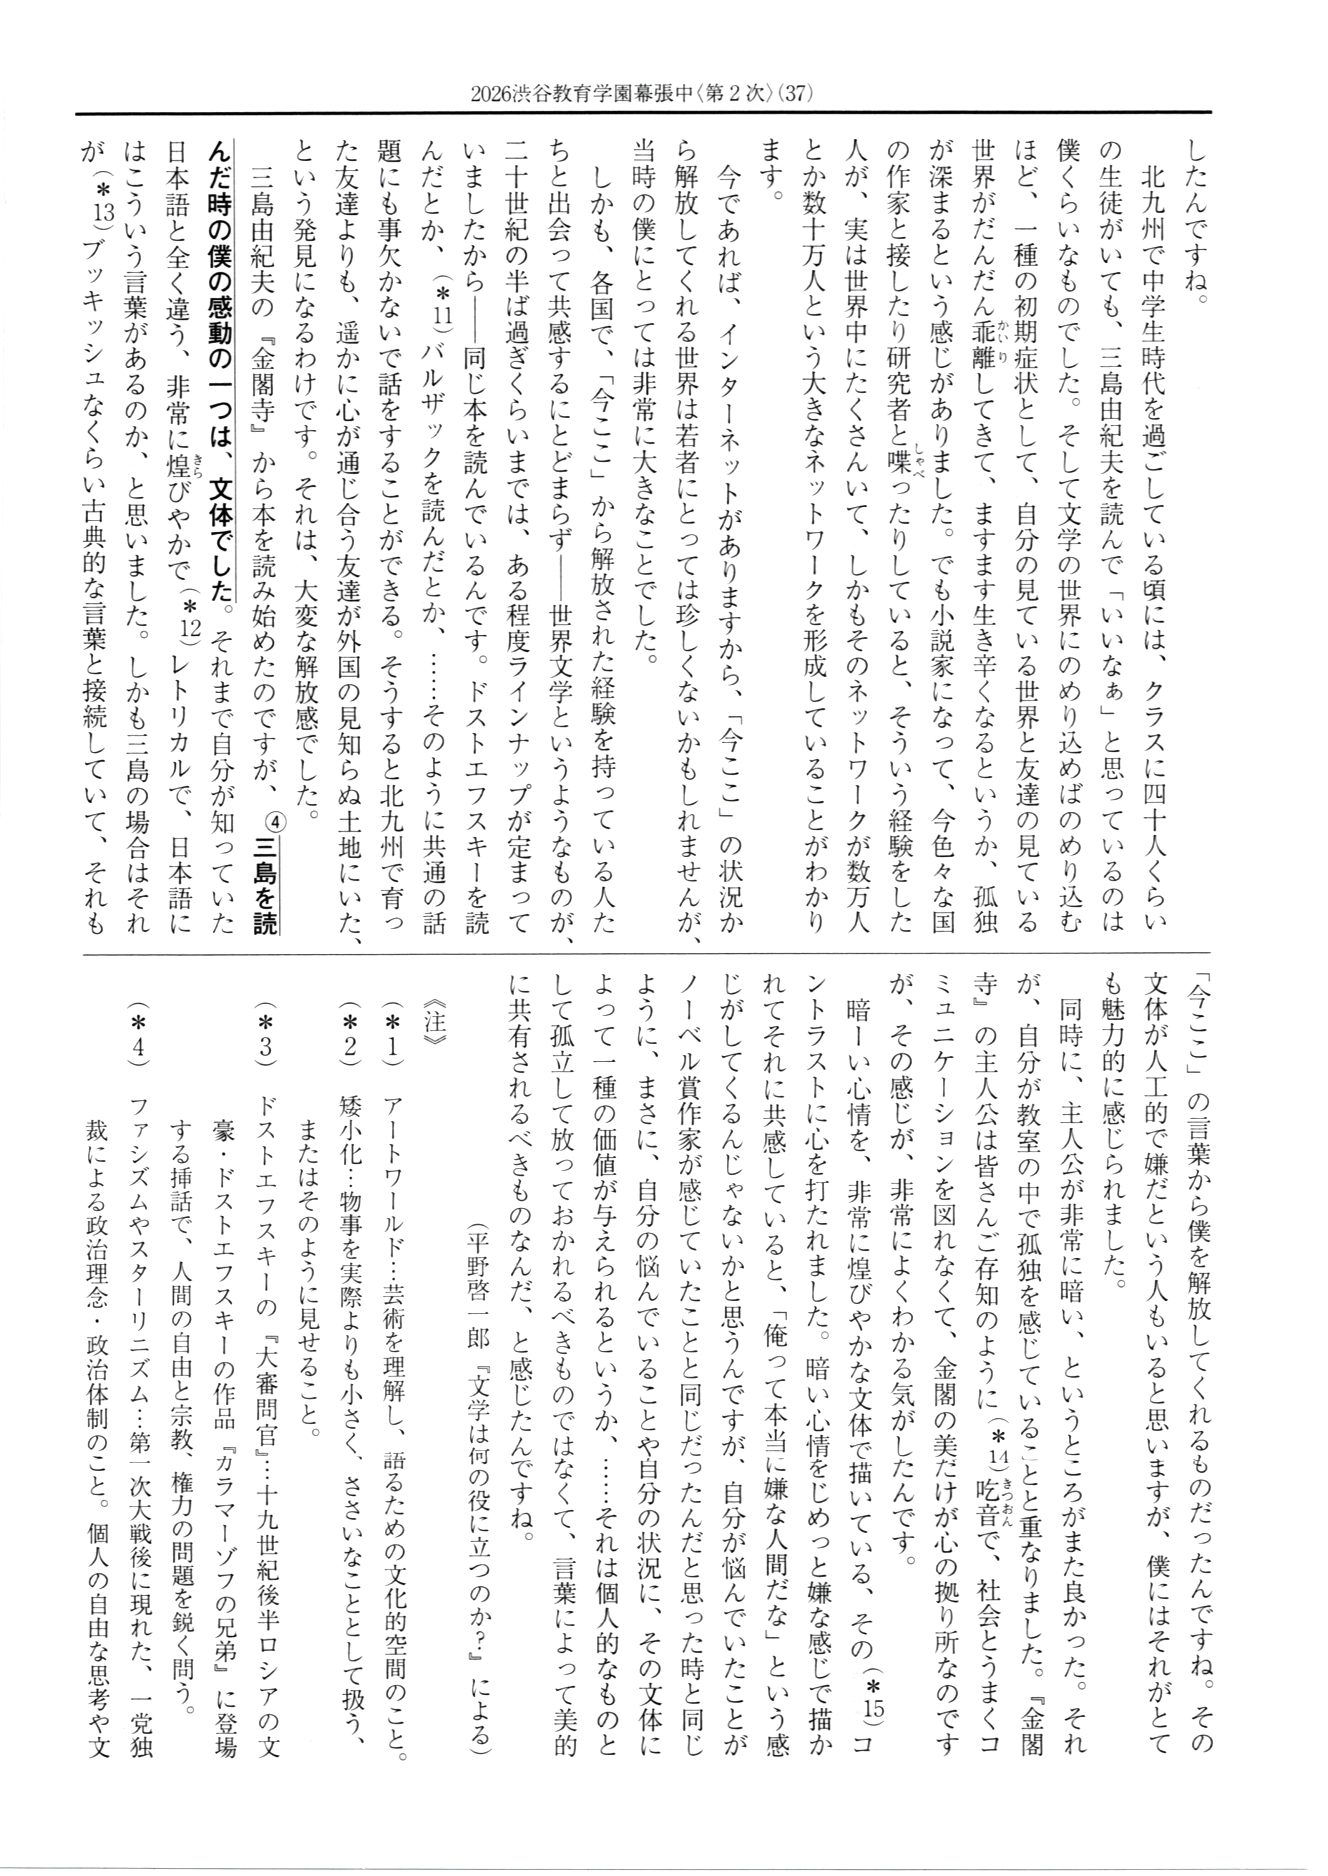 2026渋谷教育学園幕張中〈第2次〉(37)
したんですね。
　北九州で中学生時代を過ごしている頃には、クラスに四十人くらい
の生徒がいても、三島由紀夫を読んで「いいなぁ」と思っているのは
僕くらいなものでした。そして文学の世界にのめり込めばのめり込む
ほど、一種の初期症状として、自分の見ている世界と友達の見ている
世界がだんだん乖離してきて、ますます生き辛くなるというか、孤独
かいり
が深まるという感じがありました。でも小説家になって、今色々な国
の作家と接したり研究者と喋ったりしていると、そういう経験をした
しゃべ
人が、実は世界中にたくさんいて、しかもそのネットワークが数万人
とか数十万人という大きなネットワークを形成していることがわかり
ます。
　今であれば、インターネットがありますから、「今ここ」の状況か
ら解放してくれる世界は若者にとっては珍しくないかもしれませんが、
当時の僕にとっては非常に大きなことでした。
　しかも、各国で、「今ここ」から解放された経験を持っている人た
ちと出会って共感するにとどまらず――世界文学というようなものが、
二十世紀の半ば過ぎくらいまでは、ある程度ラインナップが定まって
いましたから――同じ本を読んでいるんです。ドストエフスキーを読
んだとか、(＊11)バルザックを読んだとか、……そのように共通の話
題にも事欠かないで話をすることができる。そうすると北九州で育っ
た友達よりも、遥かに心が通じ合う友達が外国の見知らぬ土地にいた、
という発見になるわけです。それは、大変な解放感でした。
　三島由紀夫の『金閣寺』から本を読み始めたのですが、④三島を読
んだ時の僕の感動の一つは、文体でした。それまで自分が知っていた
日本語と全く違う、非常に煌びやかで(＊12)レトリカルで、日本語に
きら
はこういう言葉があるのか、と思いました。しかも三島の場合はそれ
が(＊13)ブッキッシュなくらい古典的な言葉と接続していて、それも
「今ここ」の言葉から僕を解放してくれるものだったんですね。その
文体が人工的で嫌だという人もいると思いますが、僕にはそれがとて
も魅力的に感じられました。
　同時に、主人公が非常に暗い、というところがまた良かった。それ
が、自分が教室の中で孤独を感じていることと重なりました。『金閣
寺』の主人公は皆さんご存知のように(＊14)吃音で、社会とうまくコ
きつおん
ミュニケーションを図れなくて、金閣の美だけが心の拠り所なのです
が、その感じが、非常によくわかる気がしたんです。
　暗ーい心情を、非常に煌びやかな文体で描いている、その(＊15)コ
ントラストに心を打たれました。暗い心情をじめっと嫌な感じで描か
れてそれに共感していると、「俺って本当に嫌な人間だな」という感
じがしてくるんじゃないかと思うんですが、自分が悩んでいたことが
ノーベル賞作家が感じていたことと同じだったんだと思った時と同じ
ように、まさに、自分の悩んでいることや自分の状況に、その文体に
よって一種の価値が与えられるというか、……それは個人的なものと
して孤立して放っておかれるべきものではなくて、言葉によって美的
に共有されるべきものなんだ、と感じたんですね。
（平野啓一郎『文学は何の役に立つのか？』による）
《注》
(＊1)　アートワールド…芸術を理解し、語るための文化的空間のこと。
(＊2)　矮小化…物事を実際よりも小さく、ささいなこととして扱う、
またはそのように見せること。
(＊3)　ドストエフスキーの『大審問官』…十九世紀後半ロシアの文
豪・ドストエフスキーの作品『カラマーゾフの兄弟』に登場
する挿話で、人間の自由と宗教、権力の問題を鋭く問う。
(＊4)　ファシズムやスターリニズム…第一次大戦後に現れた、一党独
裁による政治理念・政治体制のこと。個人の自由な思考や文